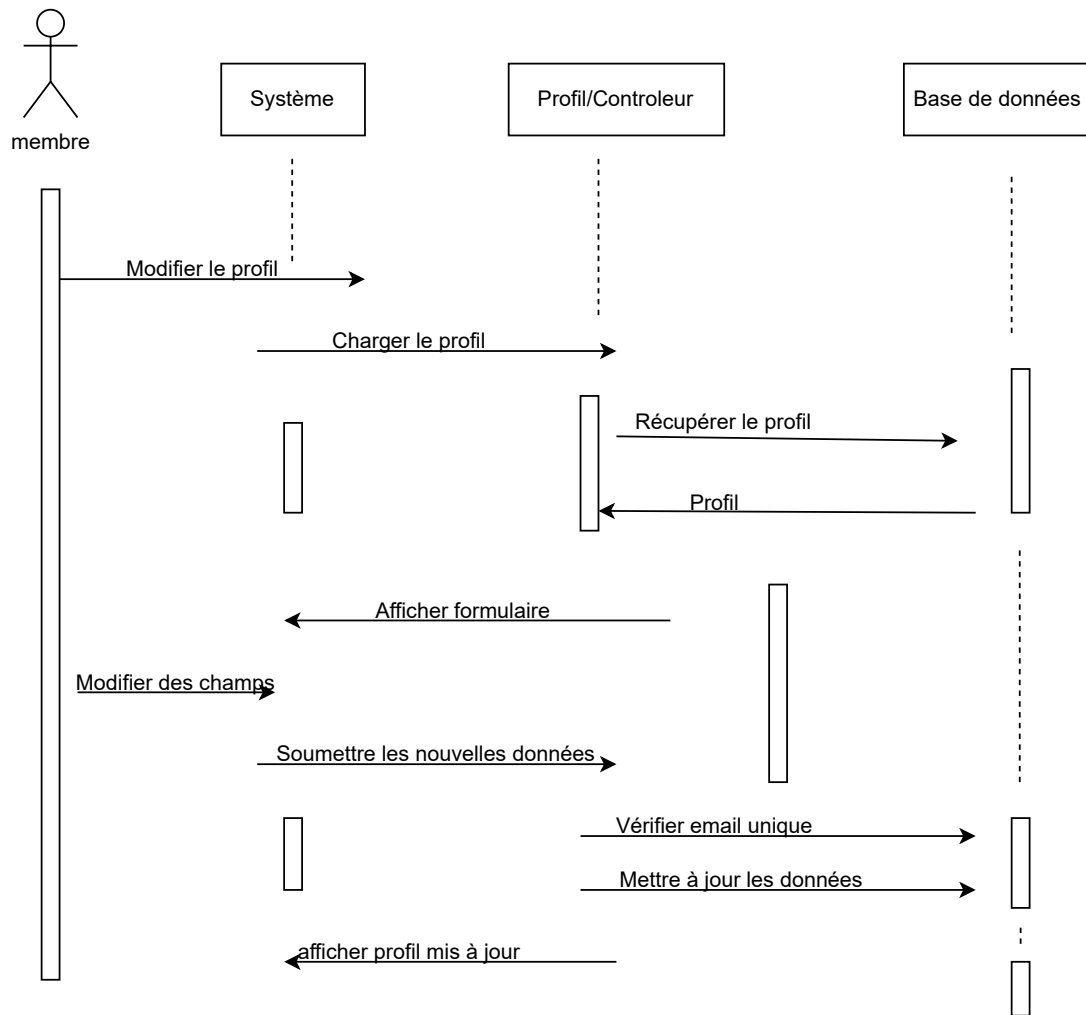 membre
Système
Profil/Controleur
Base de données
Modifier le profil
Charger le profil
Récupérer le profil
Profil
Afficher formulaire
Modifier des champs
Soumettre les nouvelles données
Vérifier email unique
Mettre à jour les données
afficher profil mis à jour